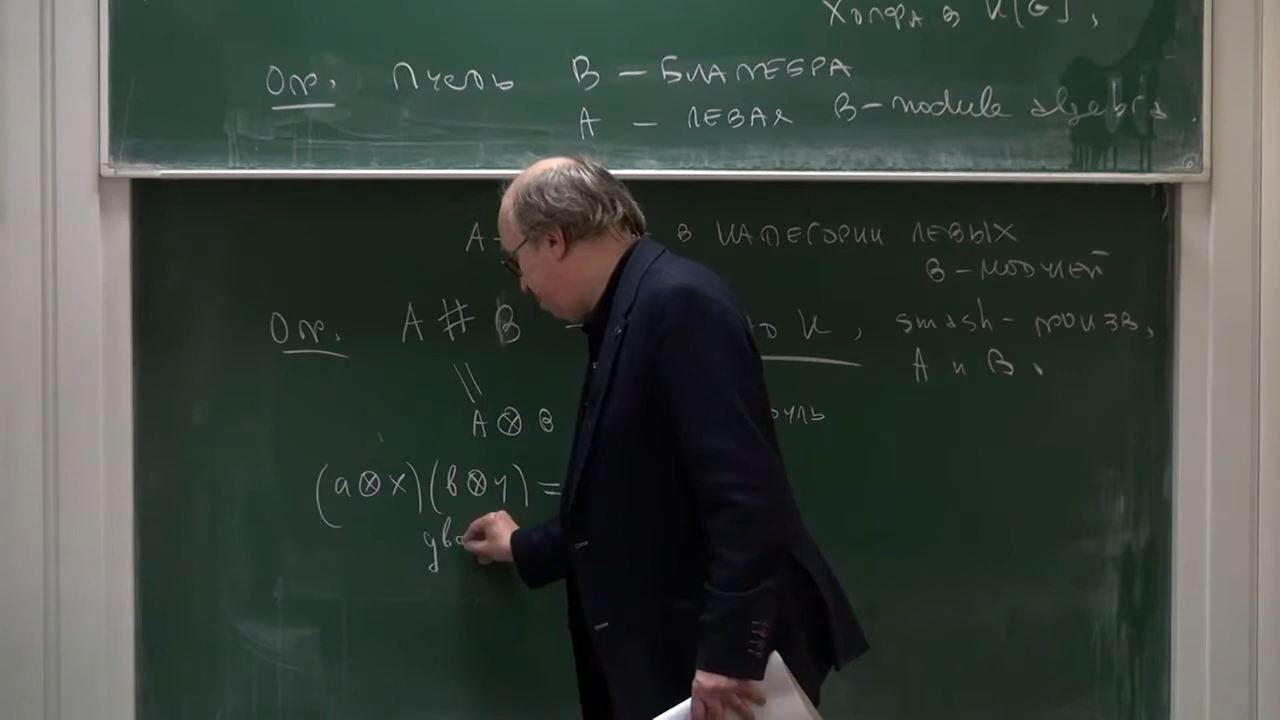 Хопфа в K[G],
Опр. Пусть B – БИАЛГЕБРА
A – ЛЕВАЯ B-module algebra
A- в КАТЕГОРИИ ЛЕВЫХ
B-МОДУЛЕЙ
Опр. A # B – K, smash-произв.
A и B.
||
A ⊗ B
(a⊗x)(b⊗y) =